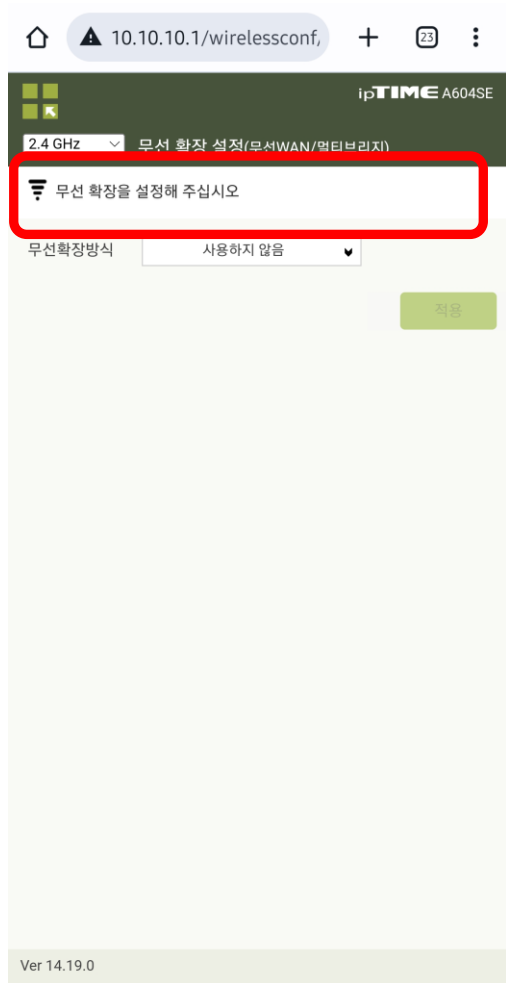 10.10.10.1/wirelessconf/
23
ipTIME A604SE
2.4 GHz 무선 확장 설정(무선WAN/멀티브리지)
무선 확장을 설정해 주십시오
무선확장방식 사용하지 않음
적용
Ver 14.19.0